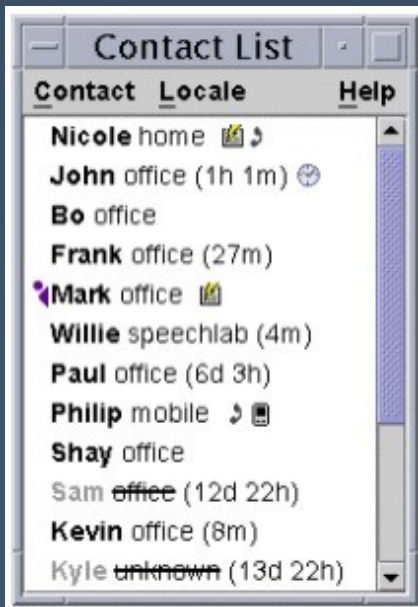 Contact List
Contact Locale Help
Nicole home
John office (1h 1m)
Bo office
Frank office (27m)
Mark office
Willie speechlab (4m)
Paul office (6d 3h)
Philip mobile
Shay office
Sam office (12d 22h)
Kevin office (8m)
Kyle unknown (13d 22h)